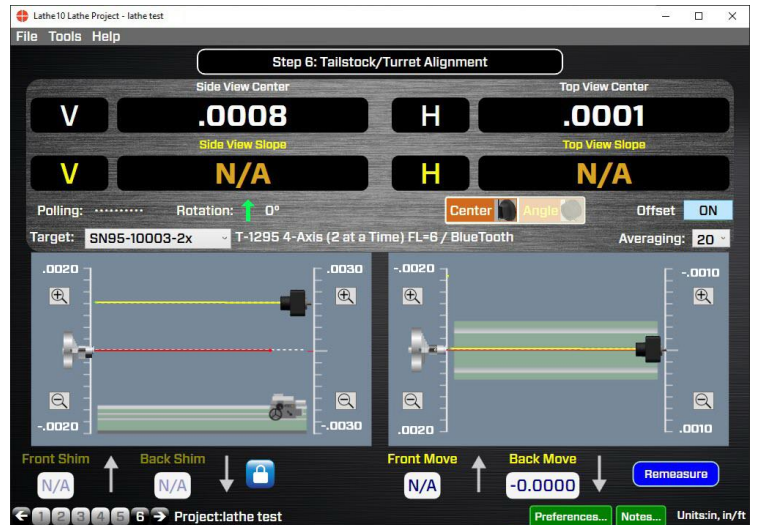 Lathe10 Lathe Project - lathe test
File Tools Help
Step 6: Tailstock/Turret Alignment
Side View Center Top View Center
V .0008 H .0001
Side View Slope Top View Slope
V N/A H N/A
Polling: Rotation: 0° Center Angle Offset ON
Target: SN95-10003-2x T-1295 4-Axis (2 at a Time) FL=6 / BlueTooth Averaging: 20
.0020 .0030 -.0020 -.0010
-.0020 -.0030 .0020 .0010
Front Shim Back Shim Front Move Back Move
N/A N/A N/A -0.0000 Remeasure
1 2 3 4 5 6 Project:lathe test Preferences... Notes... Units:in, in/ft